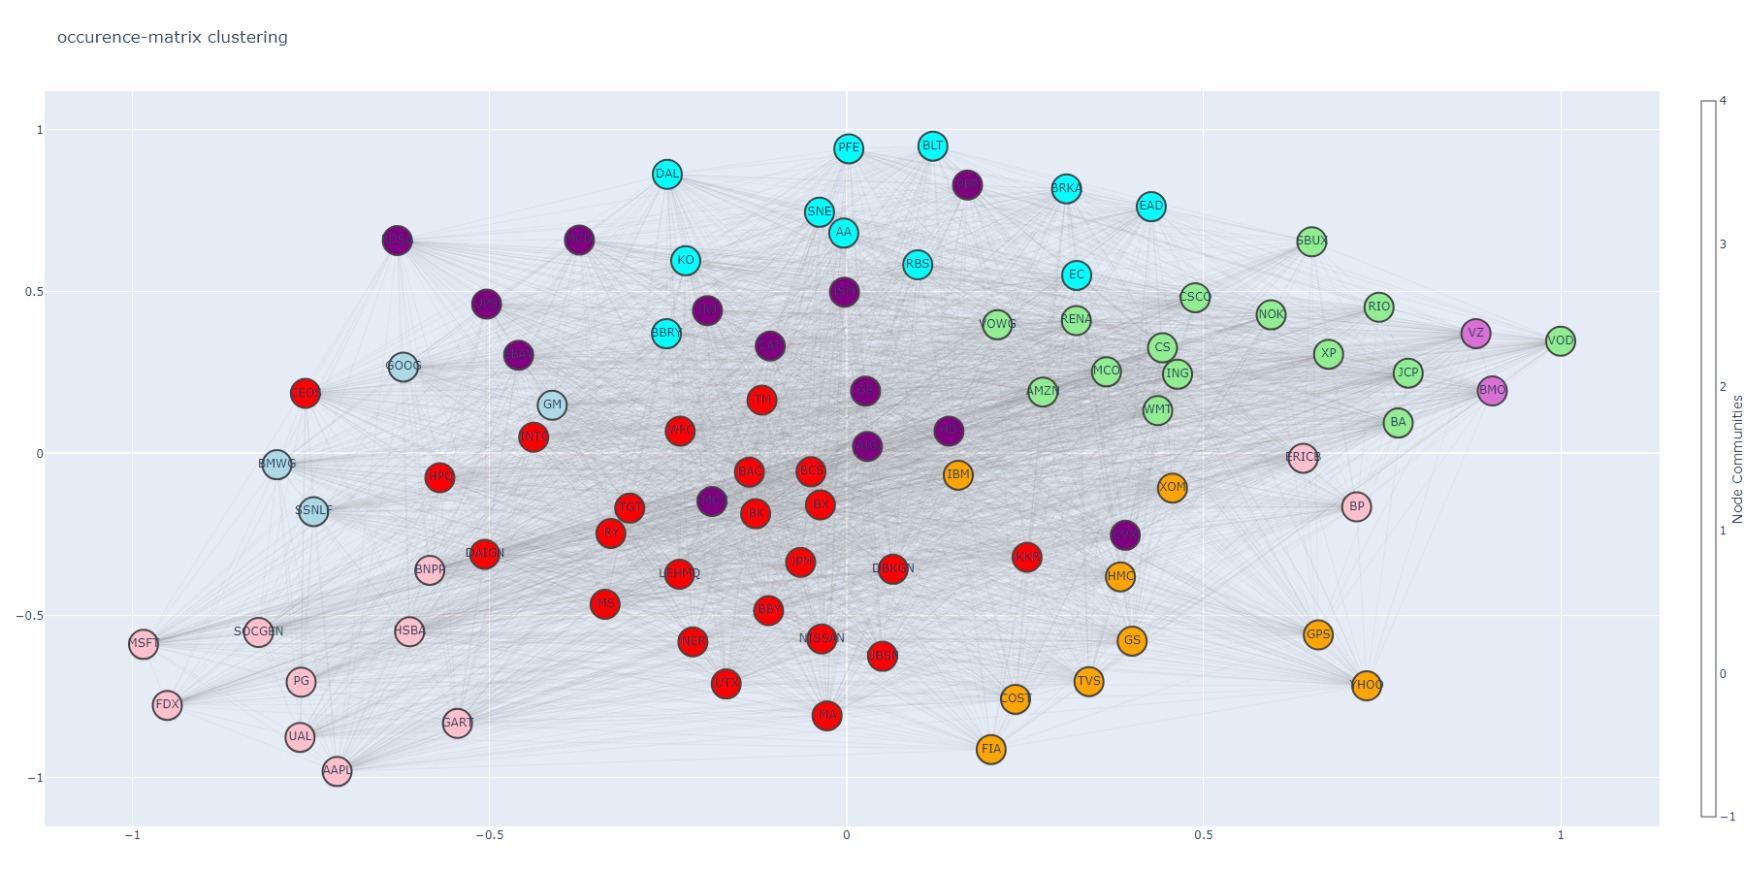 occurence-matrix clustering
4
1
PFE
BLT
DAL
BRKA
EAD
SNE
AA
SBUX
3
KO
RBS
EC
0.5
CSCO
RIO
NOK
VOWG
RENA
BBRY
VZ
VOD
CS
XP
GOOG
MCO
ING
JCP
2
CEOS
AMZN
BMO
TM
GM
WMT
BA
WFC
INTC
0
ERICB
BMWG
BAC
BCS
HPQ
IBM
XOM
Node Communities
BX
BP
TGT
SSNLF
BK
RY
1
DAIGN
KKR
JPM
DBKGN
BNPP
LEHMQ
HMC
MS
BBY
−0.5
SOCGEN
HSBA
GPS
MSFT
NER
NISSAN
GS
UBSN
0
PG
UTX
TVS
YHOO
COST
FDX
MA
GART
UAL
FIA
AAPL
−1
−1
−1
−0.5
0
0.5
1